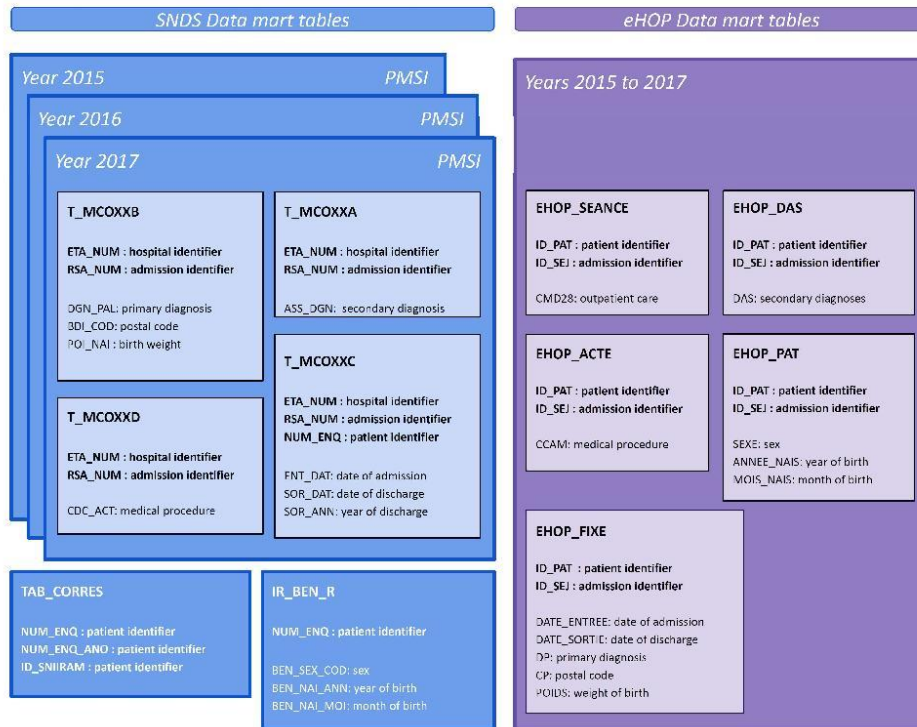 SNDS Data mart tables
Year 2015 PMSI
Year 2016 PMSI
Year 2017 PMSI
T_MCOXXB
ETA_NUM : hospital identifier
RSA_NUM : admission identifier
DGN_PAL: primary diagnosis
BDI_COD: postal code
POI_NAI : birth weight
T_MCOXXA
ETA_NUM : hospital identifier
RSA_NUM : admission identifier
ASS_DGN: secondary diagnosis
T_MCOXXD
ETA_NUM : hospital identifier
RSA_NUM : admission identifier
CDC_ACT: medical procedure
T_MCOXXC
ETA_NUM : hospital identifier
RSA_NUM : admission identifier
NUM_ENQ : patient identifier
ENT_DAT: date of admission
SOR_DAT: date of discharge
SOR_ANN: year of discharge
TAB_CORRES
NUM_ENQ : patient identifier
NUM_ENQ_ANO : patient identifier
ID_SNIIRAM : patient identifier
IR_BEN_R
NUM_ENQ : patient identifier
BEN_SEX_COD: sex
BEN_NAI_ANN: year of birth
BEN_NAI_MOI: month of birth
eHOP Data mart tables
Years 2015 to 2017
EHOP_SEANCE
ID_PAT : patient identifier
ID_SEJ : admission identifier
CMD28: outpatient care
EHOP_DAS
ID_PAT : patient identifier
ID_SEJ : admission identifier
DAS: secondary diagnoses
EHOP_ACTE
ID_PAT : patient identifier
ID_SEJ : admission identifier
CCAM: medical procedure
EHOP_PAT
ID_PAT : patient identifier
ID_SEJ : admission identifier
SEXE: sex
ANNEE_NAIS: year of birth
MOIS_NAIS: month of birth
EHOP_FIXE
ID_PAT : patient identifier
ID_SEJ : admission identifier
DATE_ENTREE: date of admission
DATE_SORTIE: date of discharge
DP: primary diagnosis
CP: postal code
POIDS: weight of birth